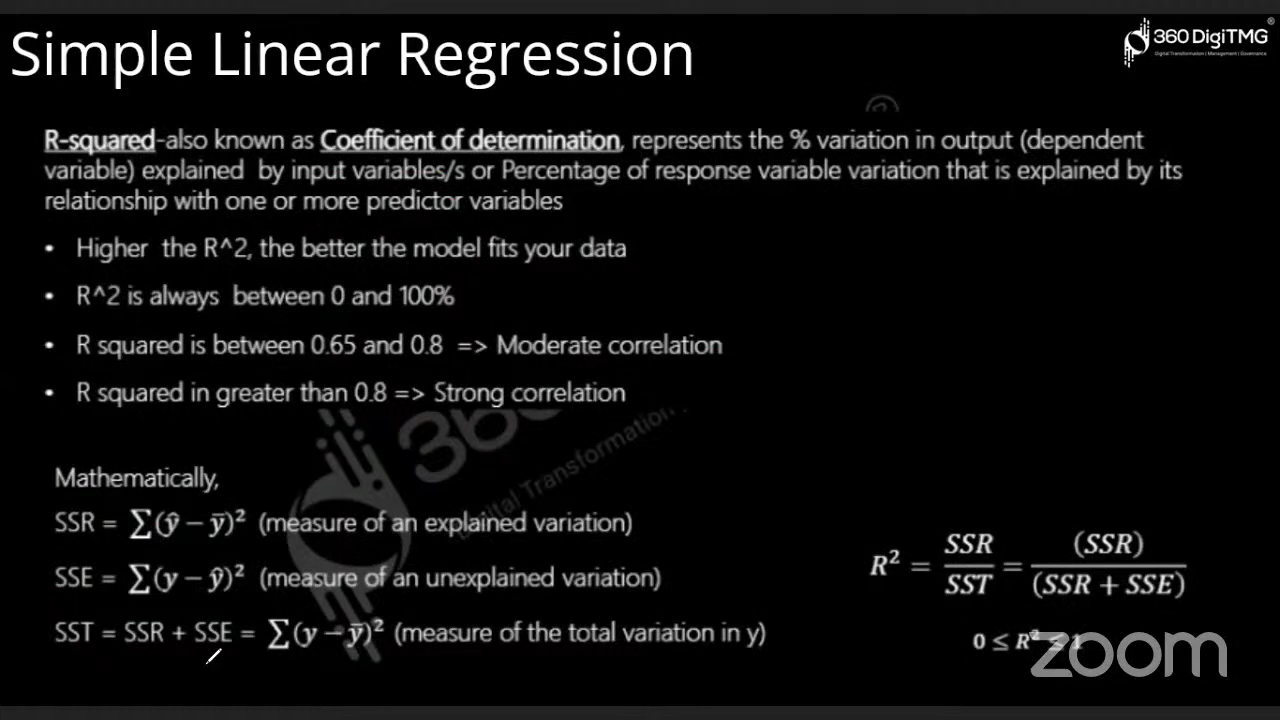 Simple Linear Regression
360 DigiTMG
®
Digital Transformation | Management | Governance
R-squared-also known as Coefficient of determination, represents the % variation in output (dependent
variable) explained by input variables/s or Percentage of response variable variation that is explained by its
relationship with one or more predictor variables
• Higher the R^2, the better the model fits your data
• R^2 is always between 0 and 100%
• R squared is between 0.65 and 0.8 => Moderate correlation
• R squared in greater than 0.8 => Strong correlation
Mathematically,
SSR = ∑(ŷ − ȳ)² (measure of an explained variation)
SSE = ∑(y − ŷ)² (measure of an unexplained variation)
SST = SSR + SSE = ∑(y − ȳ)² (measure of the total variation in y)
R² = SSR/SST = (SSR)/(SSR + SSE)
0 ≤ R² ≤ 1
zoom